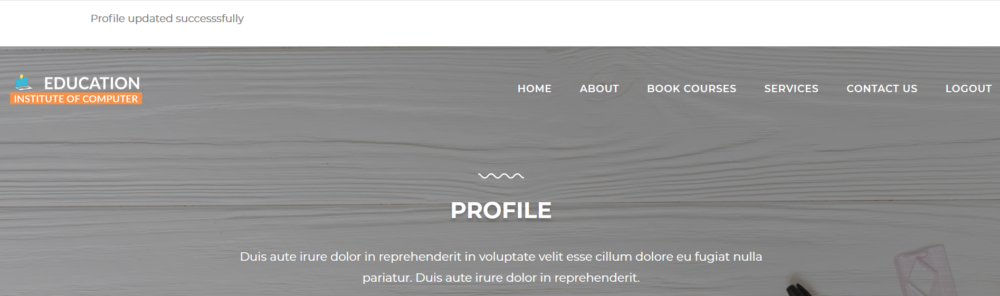 Profile updated successsfully
EDUCATION
INSTITUTE OF COMPUTER
HOME ABOUT BOOK COURSES SERVICES CONTACT US LOGOUT
PROFILE
Duis aute irure dolor in reprehenderit in voluptate velit esse cillum dolore eu fugiat nulla
pariatur. Duis aute irure dolor in reprehenderit.